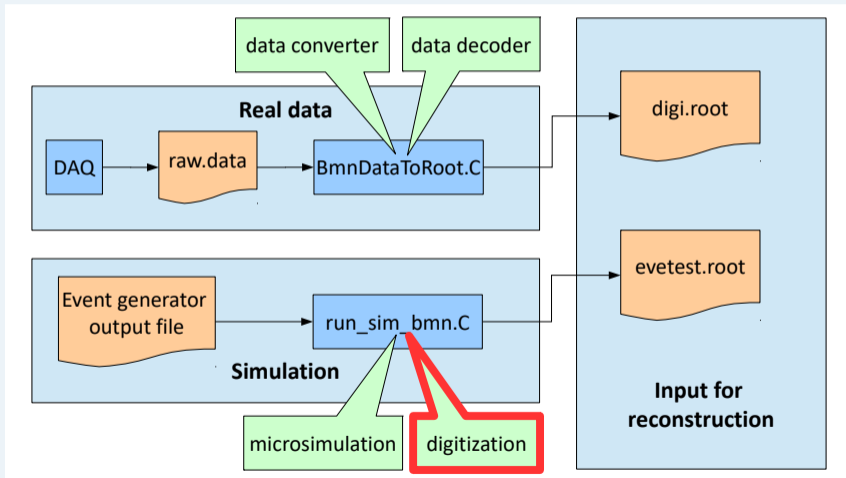 data converter
data decoder
Real data
DAQ
raw.data
BmnDataToRoot.C
digi.root
Event generator
output file
run_sim_bmn.C
evetest.root
Simulation
microsimulation
digitization
Input for
reconstruction